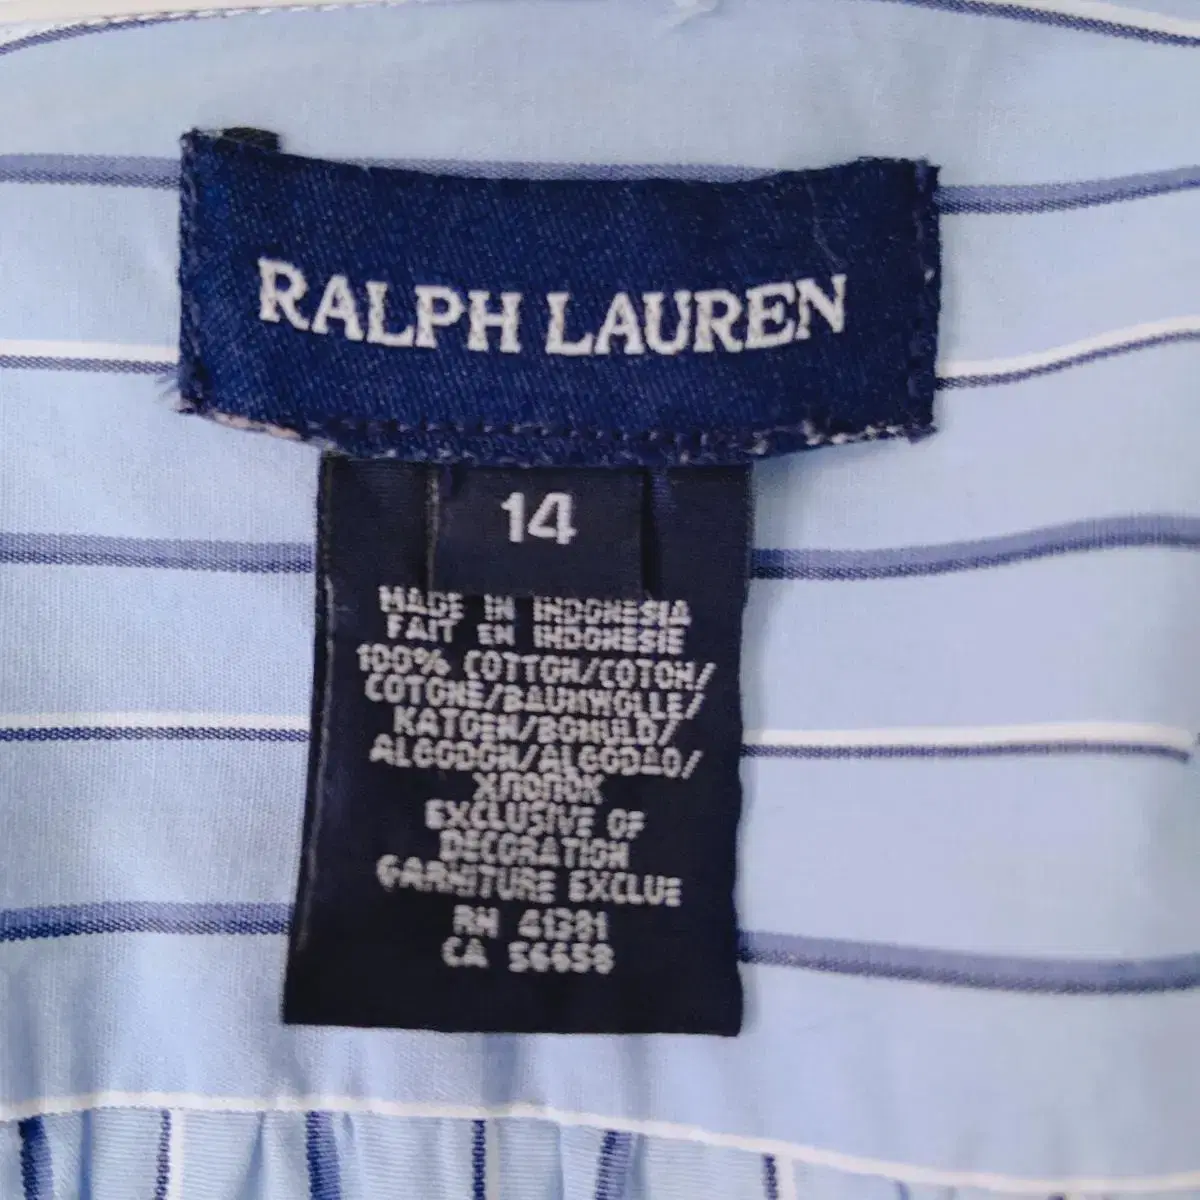 RALPH LAUREN
14
MADE IN INDONESIA
FAIT EN INDONESIE
100% COTTON/COTON/
COTONE/BAUMWOLLE/
KATOEN/BOMULD/
ALGODON/ALGODAO/
ХЛОПОК
EXCLUSIVE OF
DECORATION
GARNITURE EXCLUE
RN 41381
CA 56658